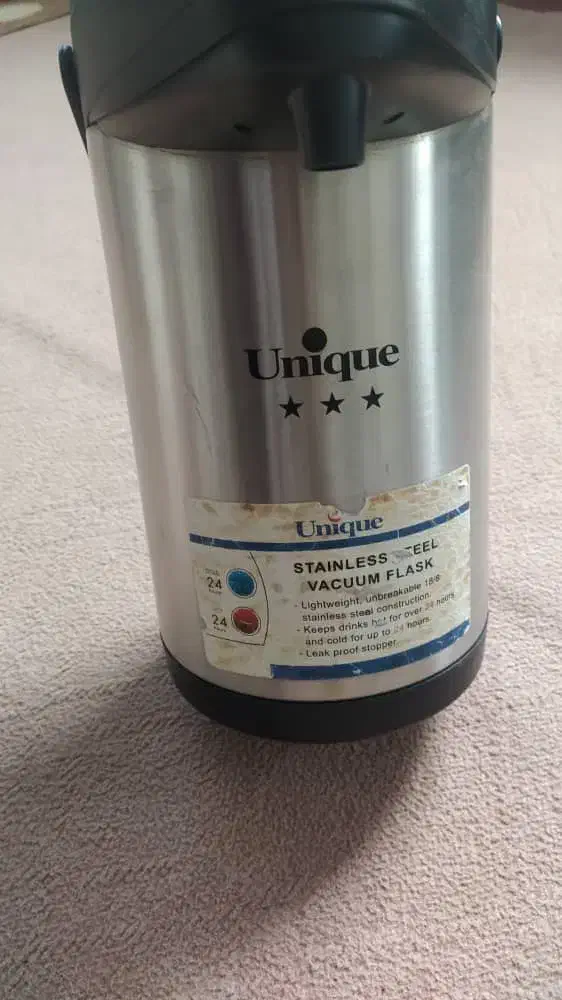 Unique
★ ★ ★
Unique
STAINLESS TEEL
VACUUM FLASK
- Lightweight, unbreakable 18/8
stainless steel construction.
- Keeps drinks hot for over 24 hours
and cold for up to 24 hours.
- Leak proof stopper.
24
24